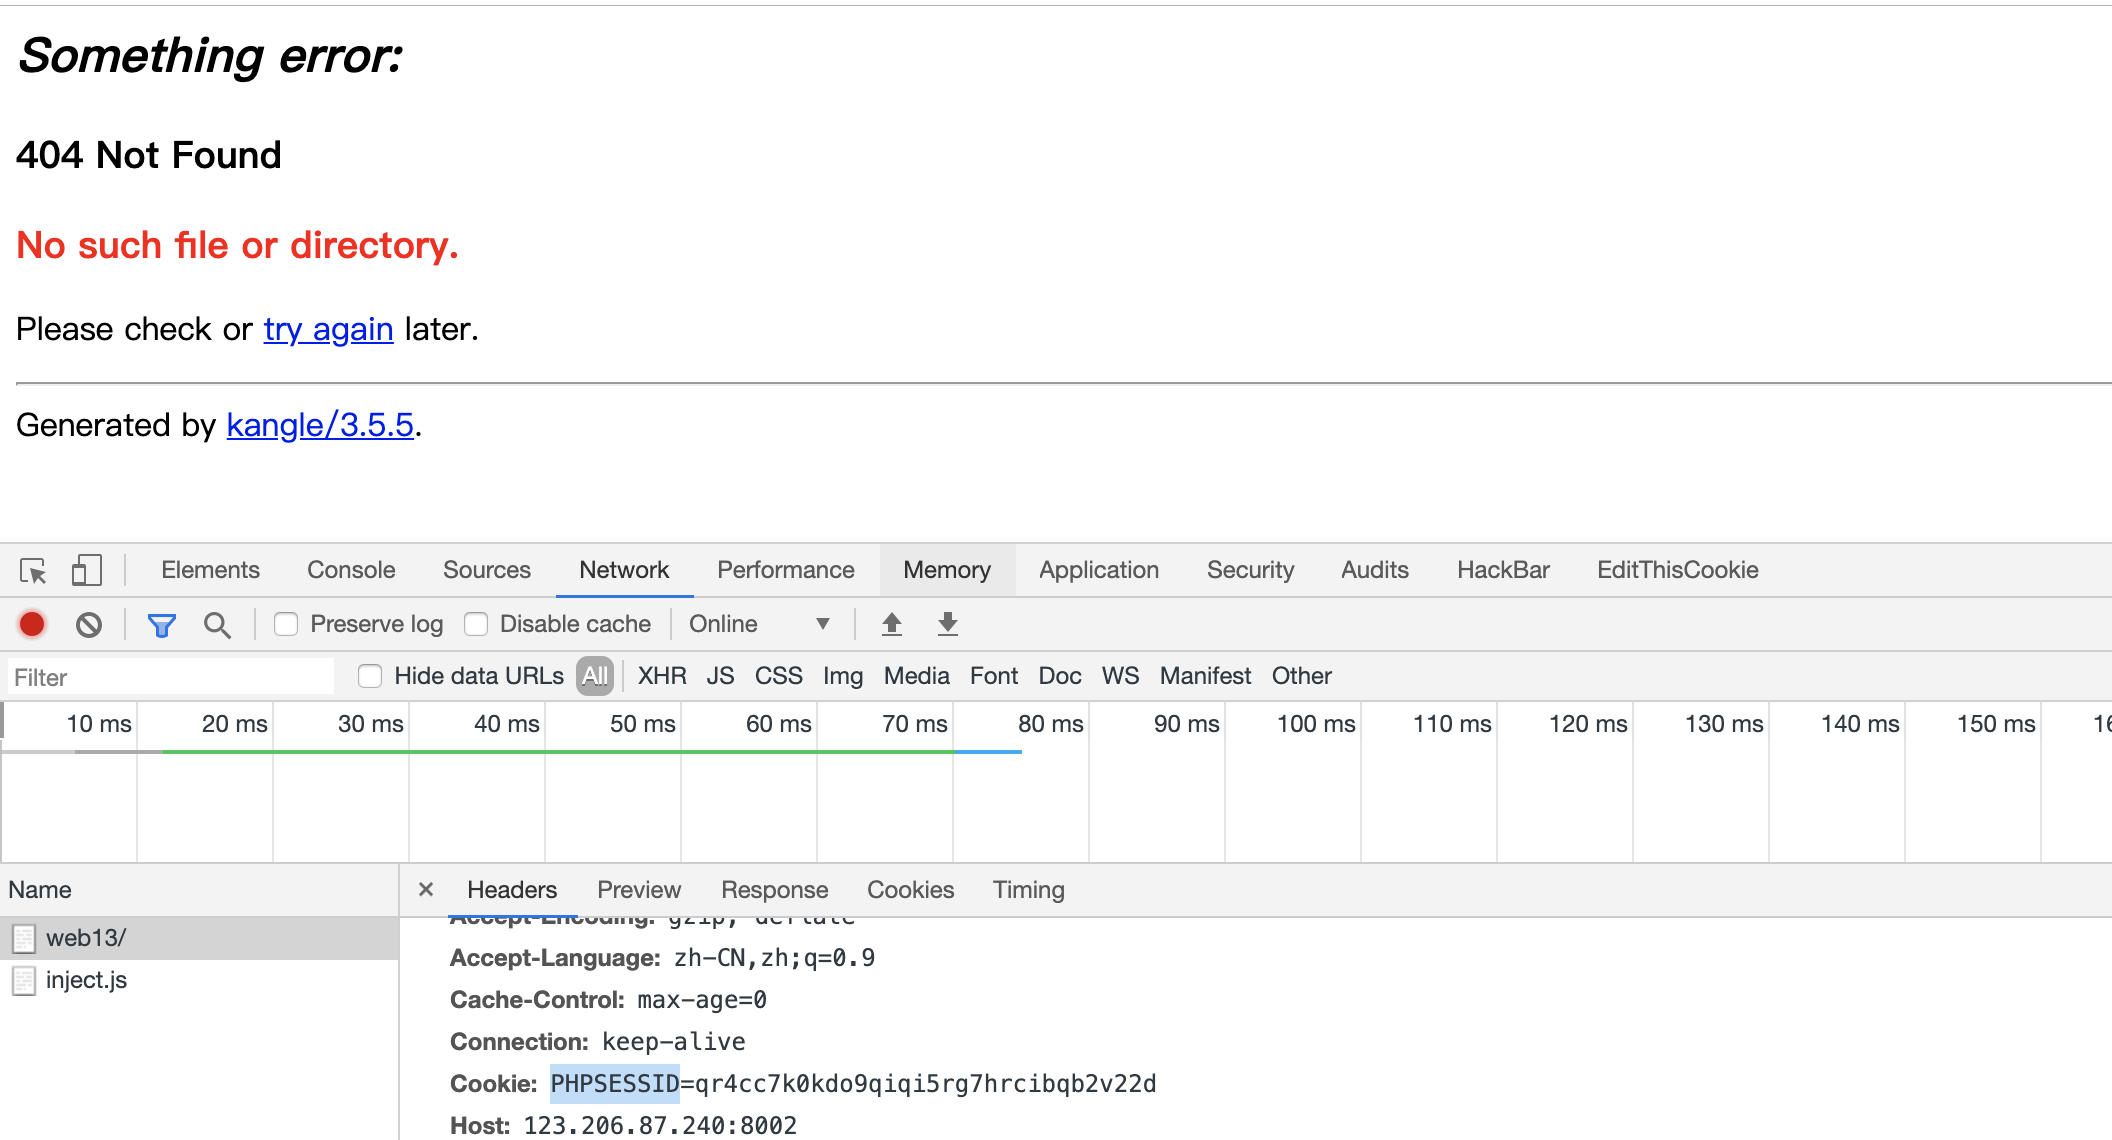 Something error:
404 Not Found
No such file or directory.
Please check or try again later.
Generated by kangle/3.5.5.
Elements Console Sources Network Performance Memory Application Security Audits HackBar EditThisCookie
Preserve log Disable cache Online
Filter Hide data URLs All XHR JS CSS Img Media Font Doc WS Manifest Other
10 ms 20 ms 30 ms 40 ms 50 ms 60 ms 70 ms 80 ms 90 ms 100 ms 110 ms 120 ms 130 ms 140 ms 150 ms
Name × Headers Preview Response Cookies Timing
web13/
inject.js
Accept-Encoding: gzip, deflate
Accept-Language: zh-CN,zh;q=0.9
Cache-Control: max-age=0
Connection: keep-alive
Cookie: PHPSESSID=qr4cc7k0kdo9qiqi5rg7hrcibqb2v22d
Host: 123.206.87.240:8002